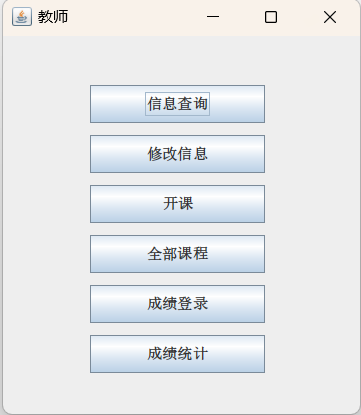 教师
信息查询
修改信息
开课
全部课程
成绩登录
成绩统计